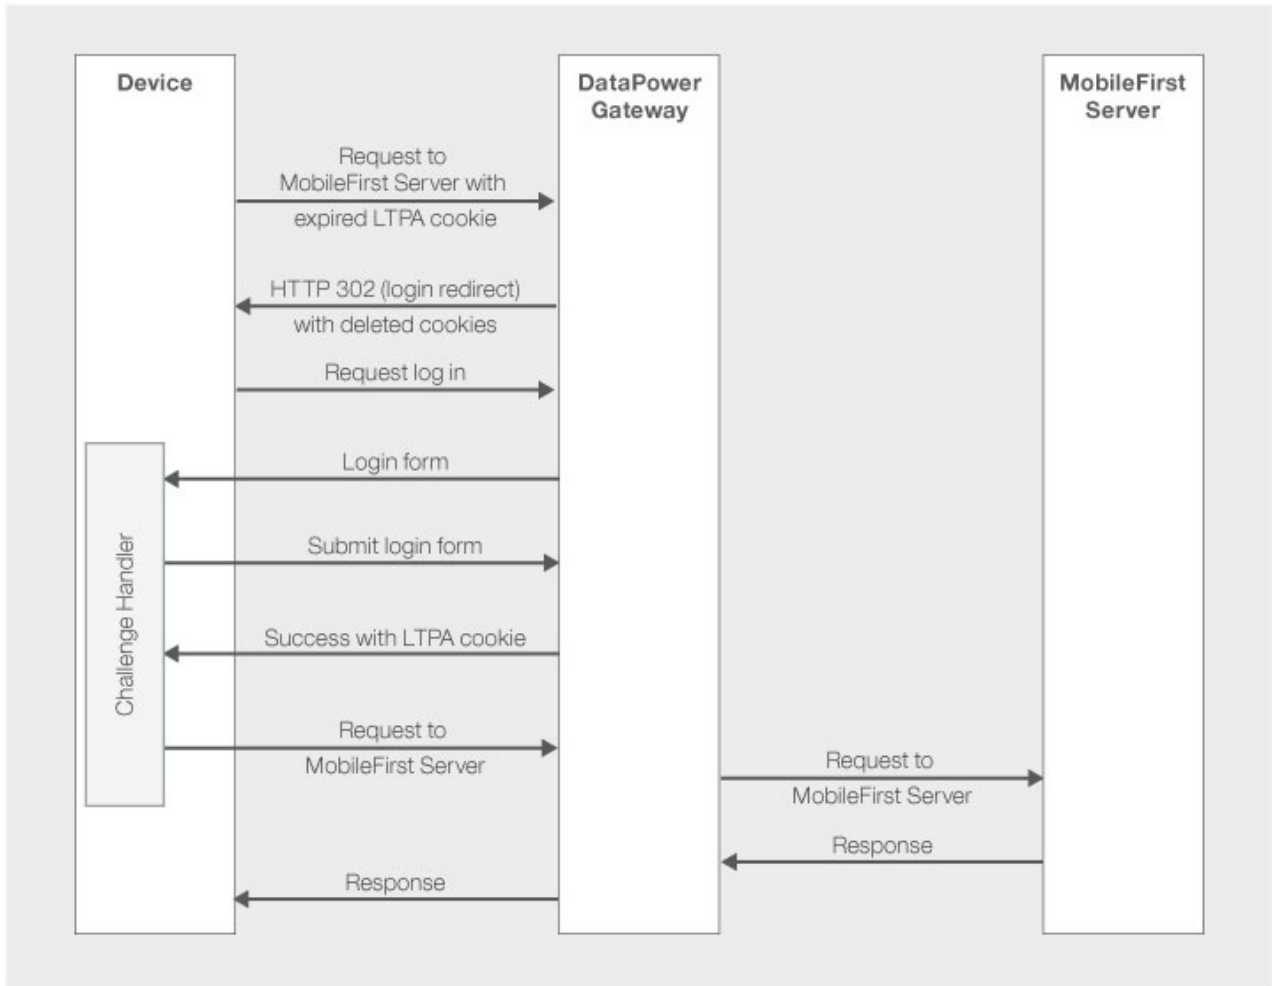 Device
DataPower
Gateway
MobileFirst
Server
Request to
MobileFirst Server with
expired LTPA cookie
HTTP 302 (login redirect)
with deleted cookies
Request log in
Login form
Submit login form
Success with LTPA cookie
Challenge Handler
Request to
MobileFirst Server
Request to
MobileFirst Server
Response
Response